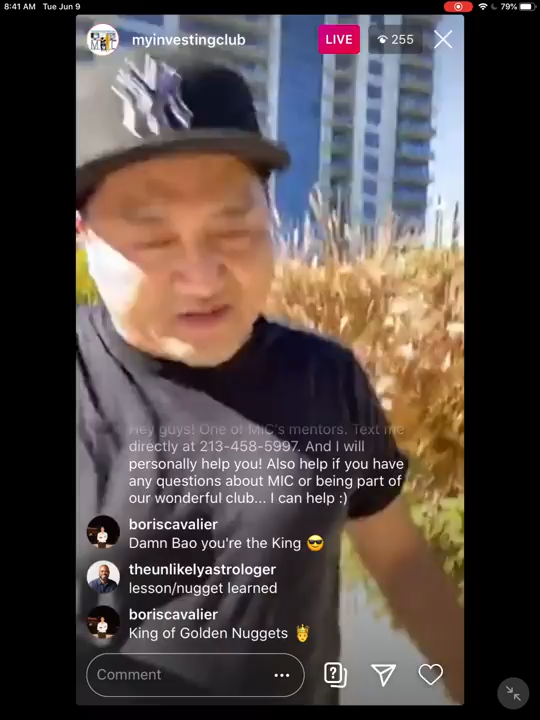 8:41 AM Tue Jun 9
79%
myinvestingclub
LIVE
255
Hey guys! One of MIC's mentors. Text me
directly at 213-458-5997. And I will
personally help you! Also help if you have
any questions about MIC or being part of
our wonderful club... I can help :)
boriscavalier
Damn Bao you're the King 😎
theunlikelyastrologer
lesson/nugget learned
boriscavalier
King of Golden Nuggets 🤴
Comment